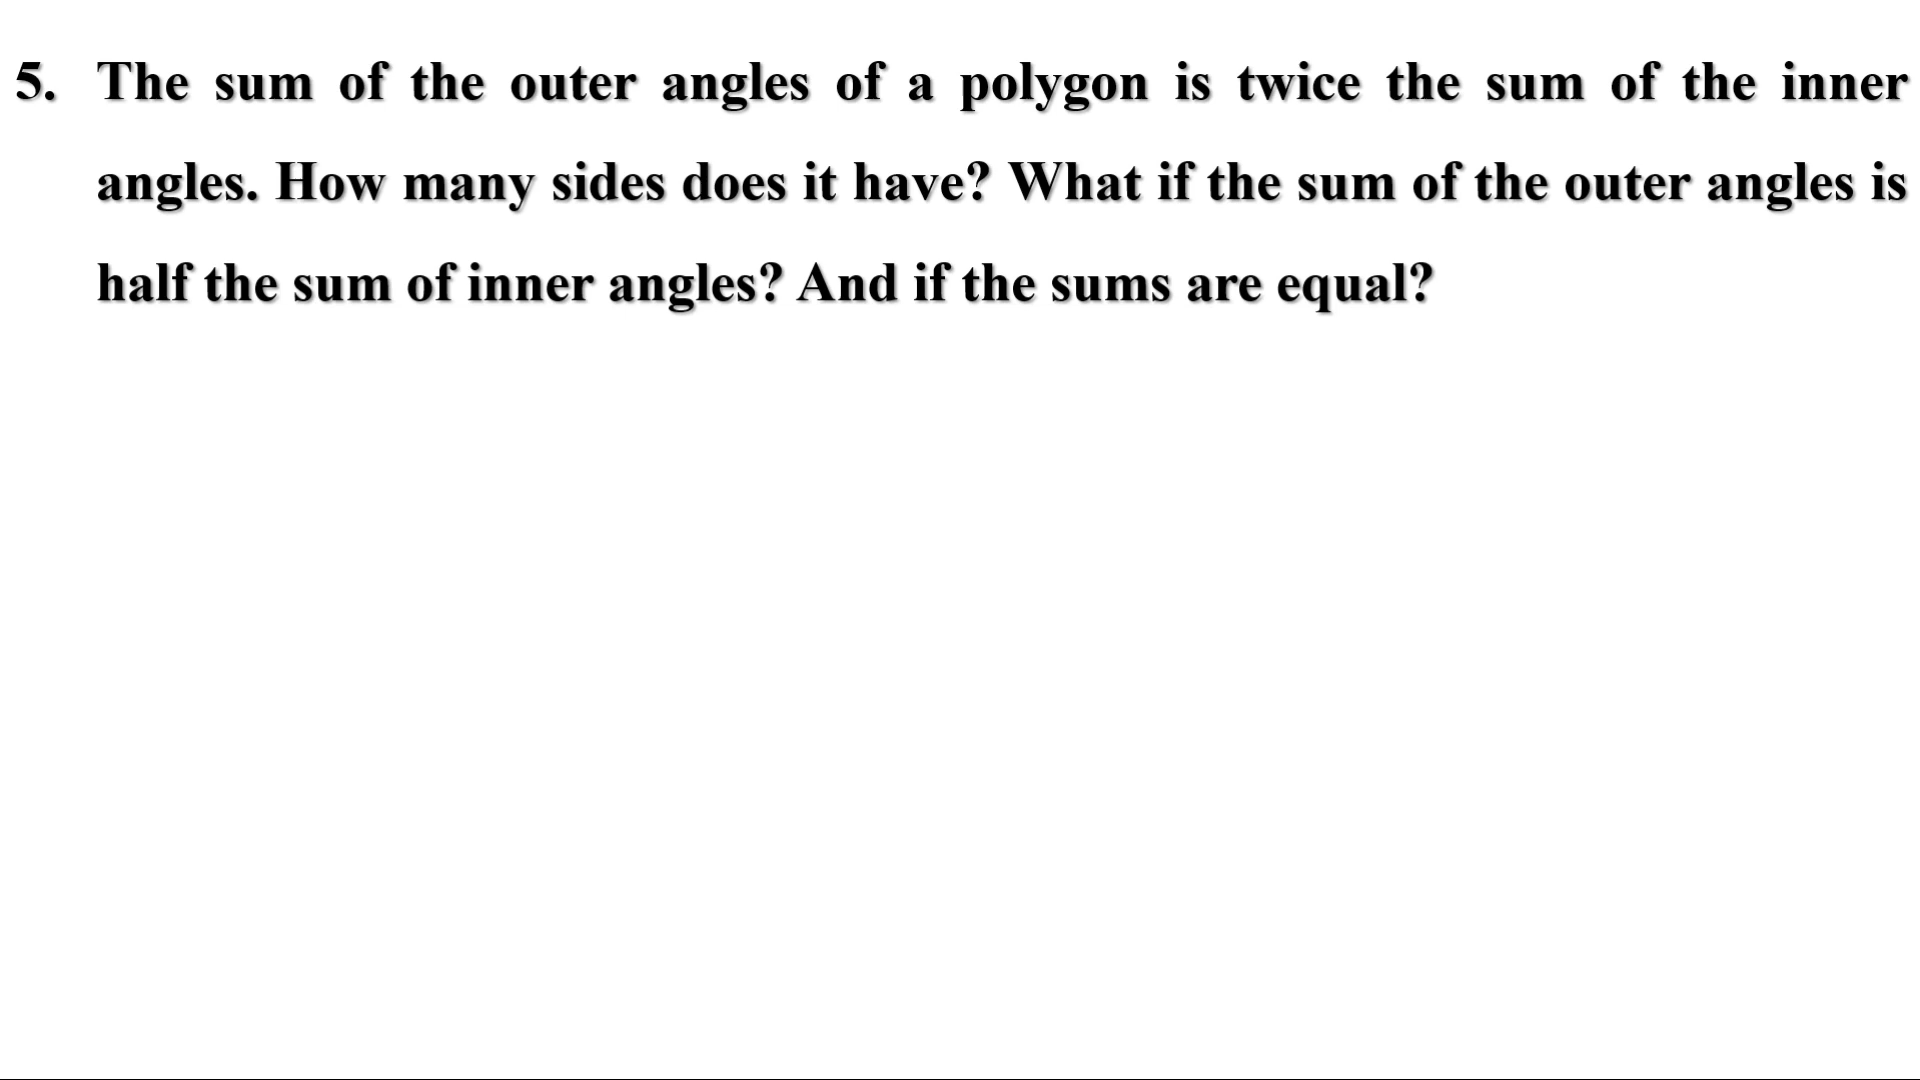 5. The sum of the outer angles of a polygon is twice the sum of the inner
angles. How many sides does it have? What if the sum of the outer angles is
half the sum of inner angles? And if the sums are equal?